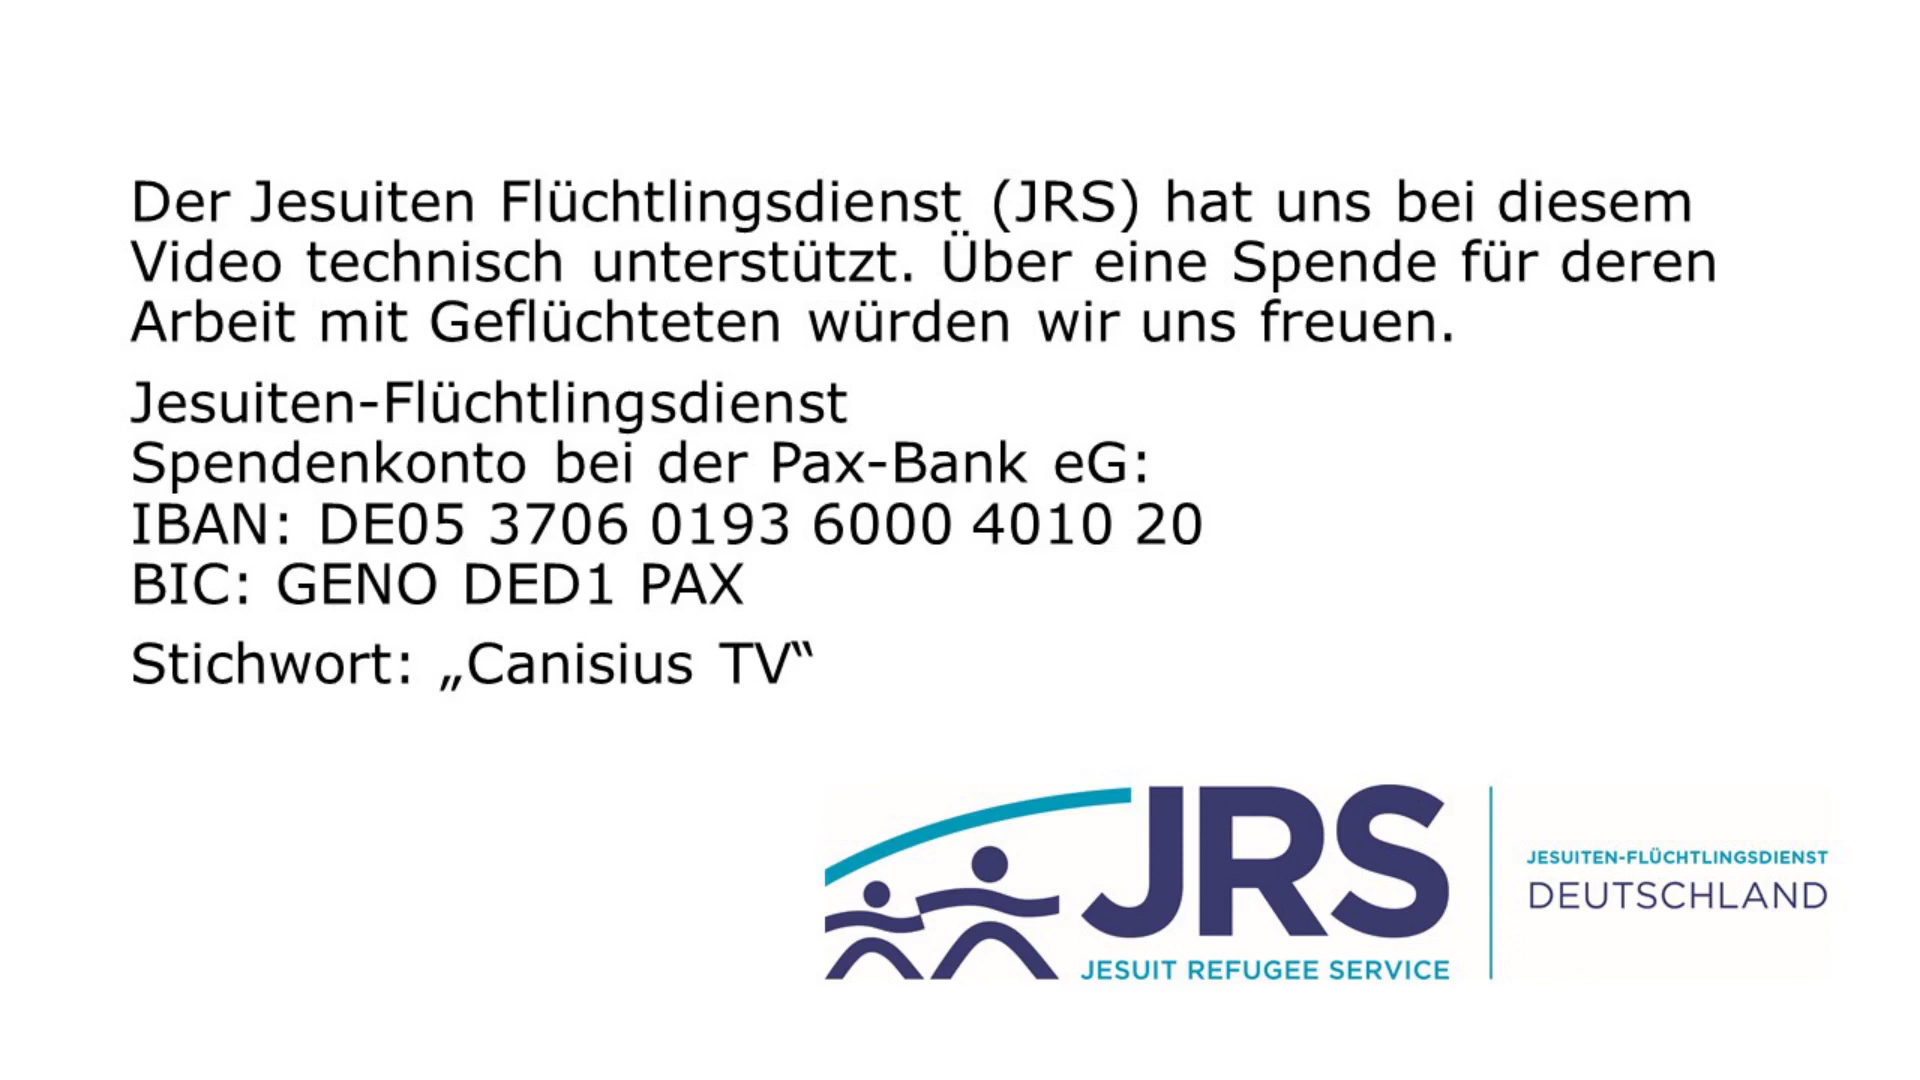 Der Jesuiten Flüchtlingsdienst (JRS) hat uns bei diesem
Video technisch unterstützt. Über eine Spende für deren
Arbeit mit Geflüchteten würden wir uns freuen.
Jesuiten-Flüchtlingsdienst
Spendenkonto bei der Pax-Bank eG:
IBAN: DE05 3706 0193 6000 4010 20
BIC: GENO DED1 PAX
Stichwort: „Canisius TV“
JRS
JESUIT REFUGEE SERVICE
JESUITEN-FLÜCHTLINGSDIENST
DEUTSCHLAND